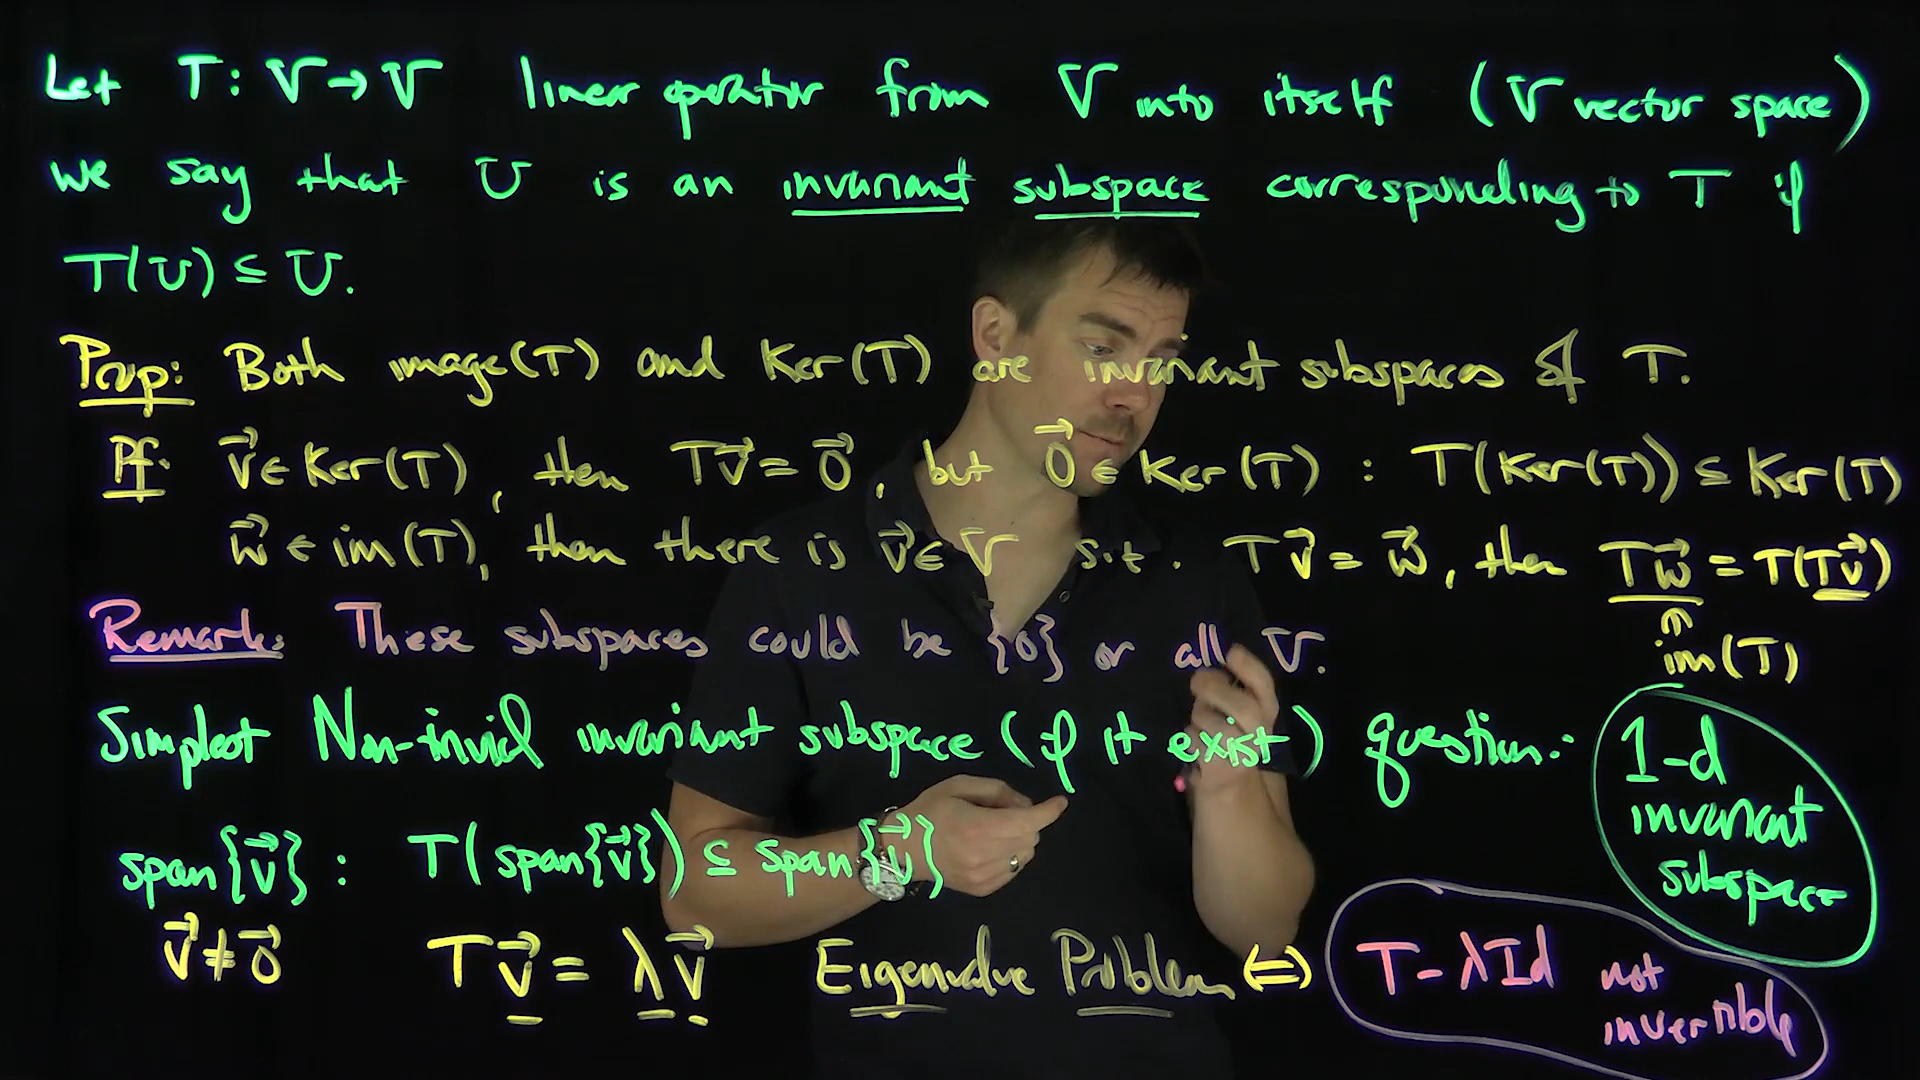 Let T: V → V linear operator from V into itself (V vector space)
we say that U is an invariant subspace corresponding to T if
T(U) ⊆ U.
Prop: Both image(T) and Ker(T) are invariant subspaces of T.
Pf: v⃗ ∈ Ker(T), then Tv⃗ = 0⃗, but 0⃗ ∈ Ker(T) : T(Ker(T)) ⊆ Ker(T)
w⃗ ∈ im(T), then there is v⃗ ∈ V s.t. Tv⃗ = w⃗, then Tw⃗ = T(Tv⃗)
∩
im(T)
Remark: These subspaces could be {0} or all V.
Simplest Non-trivial invariant subspace (if it exist) question:
1-d
invariant
subspace
span{v⃗} : T(span{v⃗}) ⊆ span{v⃗}
v⃗ ≠ 0⃗ Tv⃗ = λv⃗ Eigenvalue Problem ⇔ T - λId not
invertible